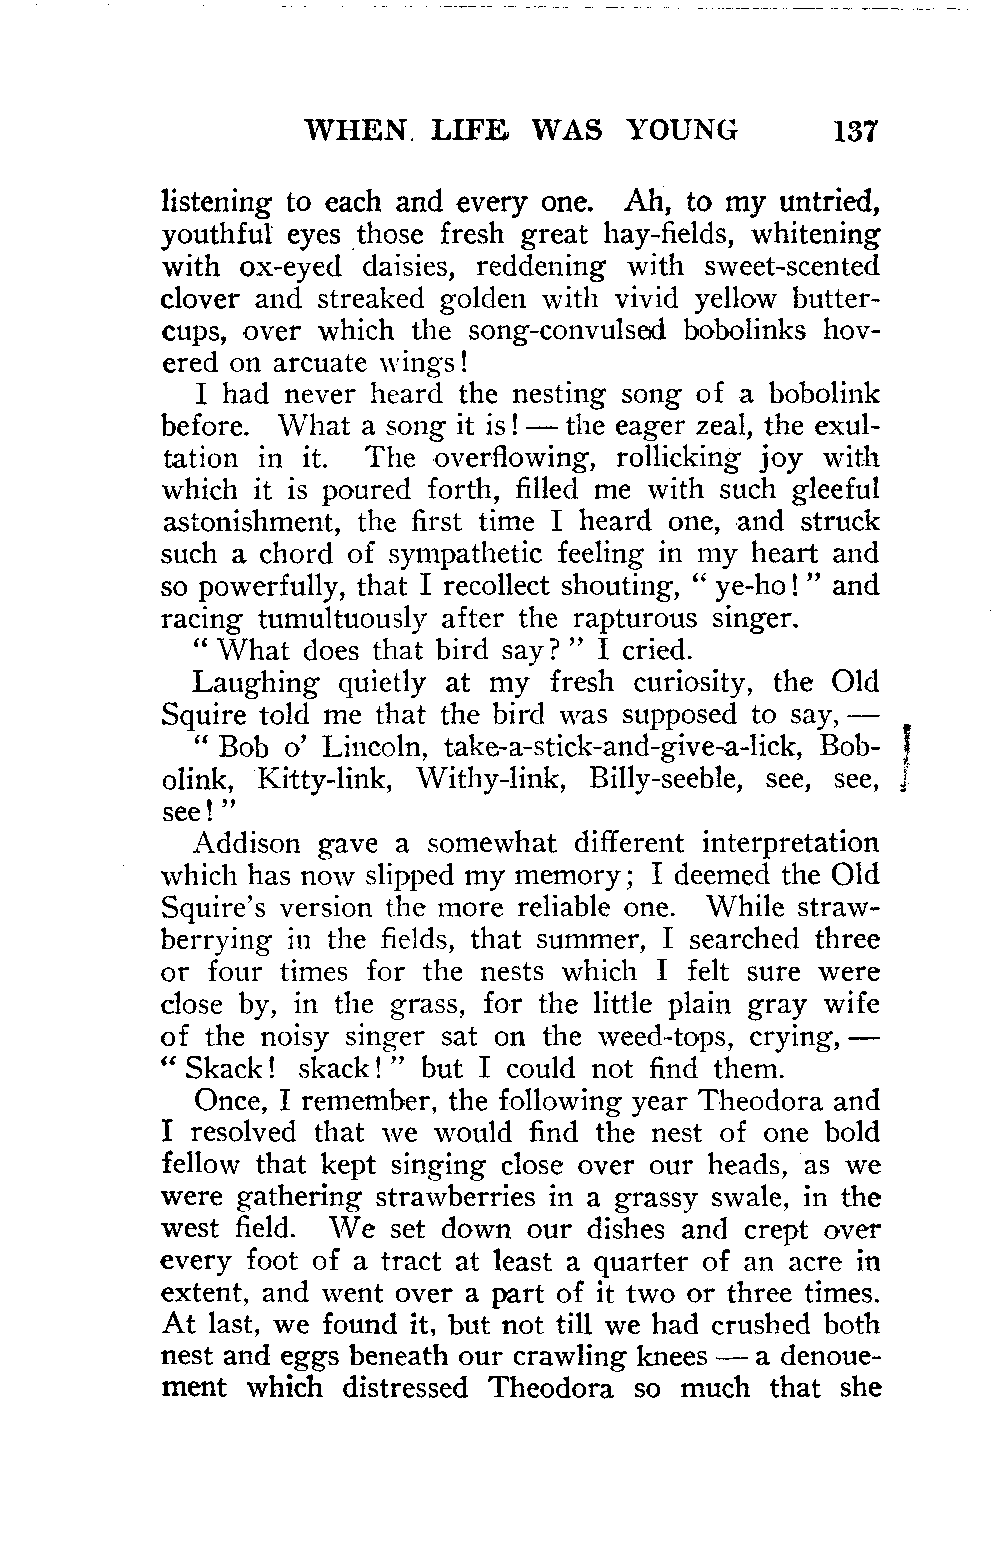 WHEN LIFE WAS YOUNG 137
listening to each and every one. Ah, to my untried,
youthful eyes those fresh great hay-fields, whitening
with ox-eyed daisies, reddening with sweet-scented
clover and streaked golden with vivid yellow butter-
cups, over which the song-convulsed bobolinks hov-
ered on arcuate wings!
I had never heard the nesting song of a bobolink
before. What a song it is! — the eager zeal, the exul-
tation in it. The overflowing, rollicking joy with
which it is poured forth, filled me with such gleeful
astonishment, the first time I heard one, and struck
such a chord of sympathetic feeling in my heart and
so powerfully, that I recollect shouting, “ ye-ho! ” and
racing tumultuously after the rapturous singer.
“ What does that bird say? ” I cried.
Laughing quietly at my fresh curiosity, the Old
Squire told me that the bird was supposed to say, —
“ Bob o’ Lincoln, take-a-stick-and-give-a-lick, Bob-
olink, Kitty-link, Withy-link, Billy-seeble, see, see,
see! ”
Addison gave a somewhat different interpretation
which has now slipped my memory; I deemed the Old
Squire’s version the more reliable one. While straw-
berrying in the fields, that summer, I searched three
or four times for the nests which I felt sure were
close by, in the grass, for the little plain gray wife
of the noisy singer sat on the weed-tops, crying, —
“ Skack! skack! ” but I could not find them.
Once, I remember, the following year Theodora and
I resolved that we would find the nest of one bold
fellow that kept singing close over our heads, as we
were gathering strawberries in a grassy swale, in the
west field. We set down our dishes and crept over
every foot of a tract at least a quarter of an acre in
extent, and went over a part of it two or three times.
At last, we found it, but not till we had crushed both
nest and eggs beneath our crawling knees — a denoue-
ment which distressed Theodora so much that she